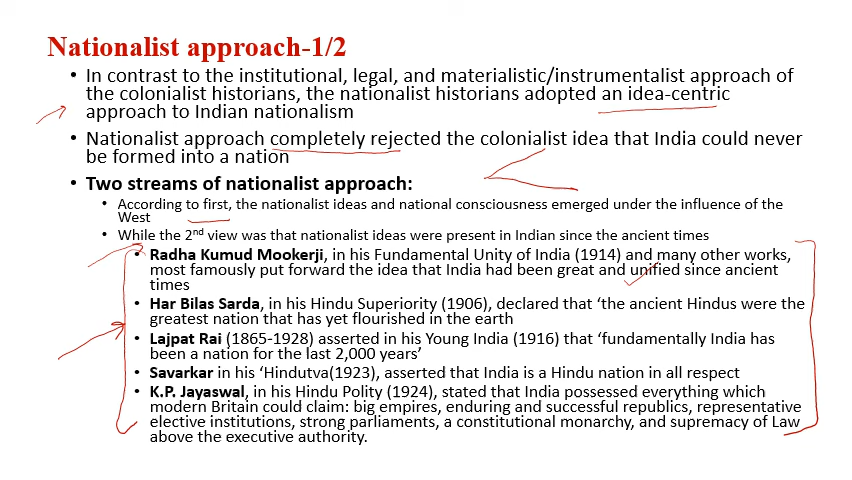 Nationalist approach-1/2
• In contrast to the institutional, legal, and materialistic/instrumentalist approach of
the colonialist historians, the nationalist historians adopted an idea-centric
approach to Indian nationalism
• Nationalist approach completely rejected the colonialist idea that India could never
be formed into a nation
• Two streams of nationalist approach:
• According to first, the nationalist ideas and national consciousness emerged under the influence of the
West
• While the 2nd view was that nationalist ideas were present in Indian since the ancient times
• Radha Kumud Mookerji, in his Fundamental Unity of India (1914) and many other works,
most famously put forward the idea that India had been great and unified since ancient
times
• Har Bilas Sarda, in his Hindu Superiority (1906), declared that ‘the ancient Hindus were the
greatest nation that has yet flourished in the earth
• Lajpat Rai (1865-1928) asserted in his Young India (1916) that ‘fundamentally India has
been a nation for the last 2,000 years’
• Savarkar in his ‘Hindutva(1923), asserted that India is a Hindu nation in all respect
• K.P. Jayaswal, in his Hindu Polity (1924), stated that India possessed everything which
modern Britain could claim: big empires, enduring and successful republics, representative
elective institutions, strong parliaments, a constitutional monarchy, and supremacy of Law
above the executive authority.